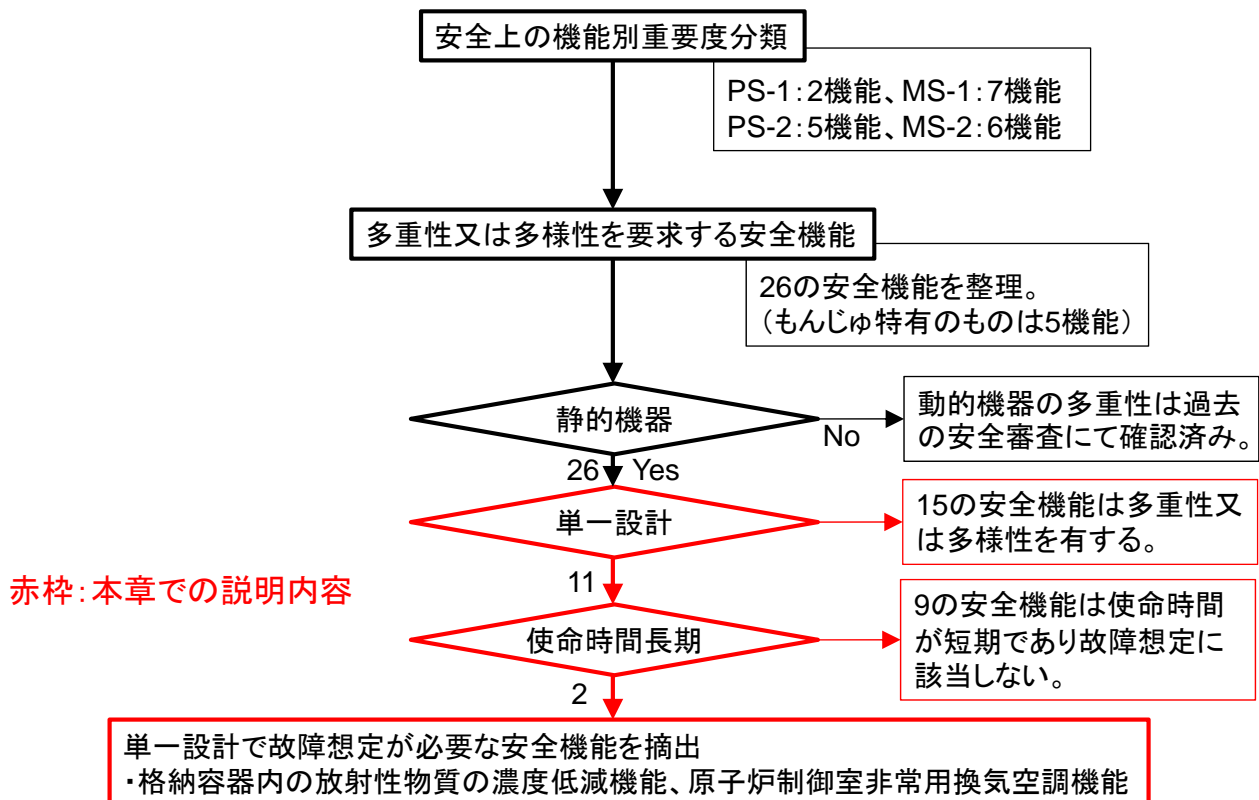 安全上の機能別重要度分類
PS-1：2機能、MS-1：7機能
PS-2：5機能、MS-2：6機能
多重性又は多様性を要求する安全機能
26の安全機能を整理。
（もんじゅ特有のものは5機能）
静的機器
No
動的機器の多重性は過去
の安全審査にて確認済み。
26 Yes
単一設計
15の安全機能は多重性又
は多様性を有する。
11
赤枠：本章での説明内容
使命時間長期
9の安全機能は使命時間
が短期であり故障想定に
該当しない。
2
単一設計で故障想定が必要な安全機能を摘出
・格納容器内の放射性物質の濃度低減機能、原子炉制御室非常用換気空調機能